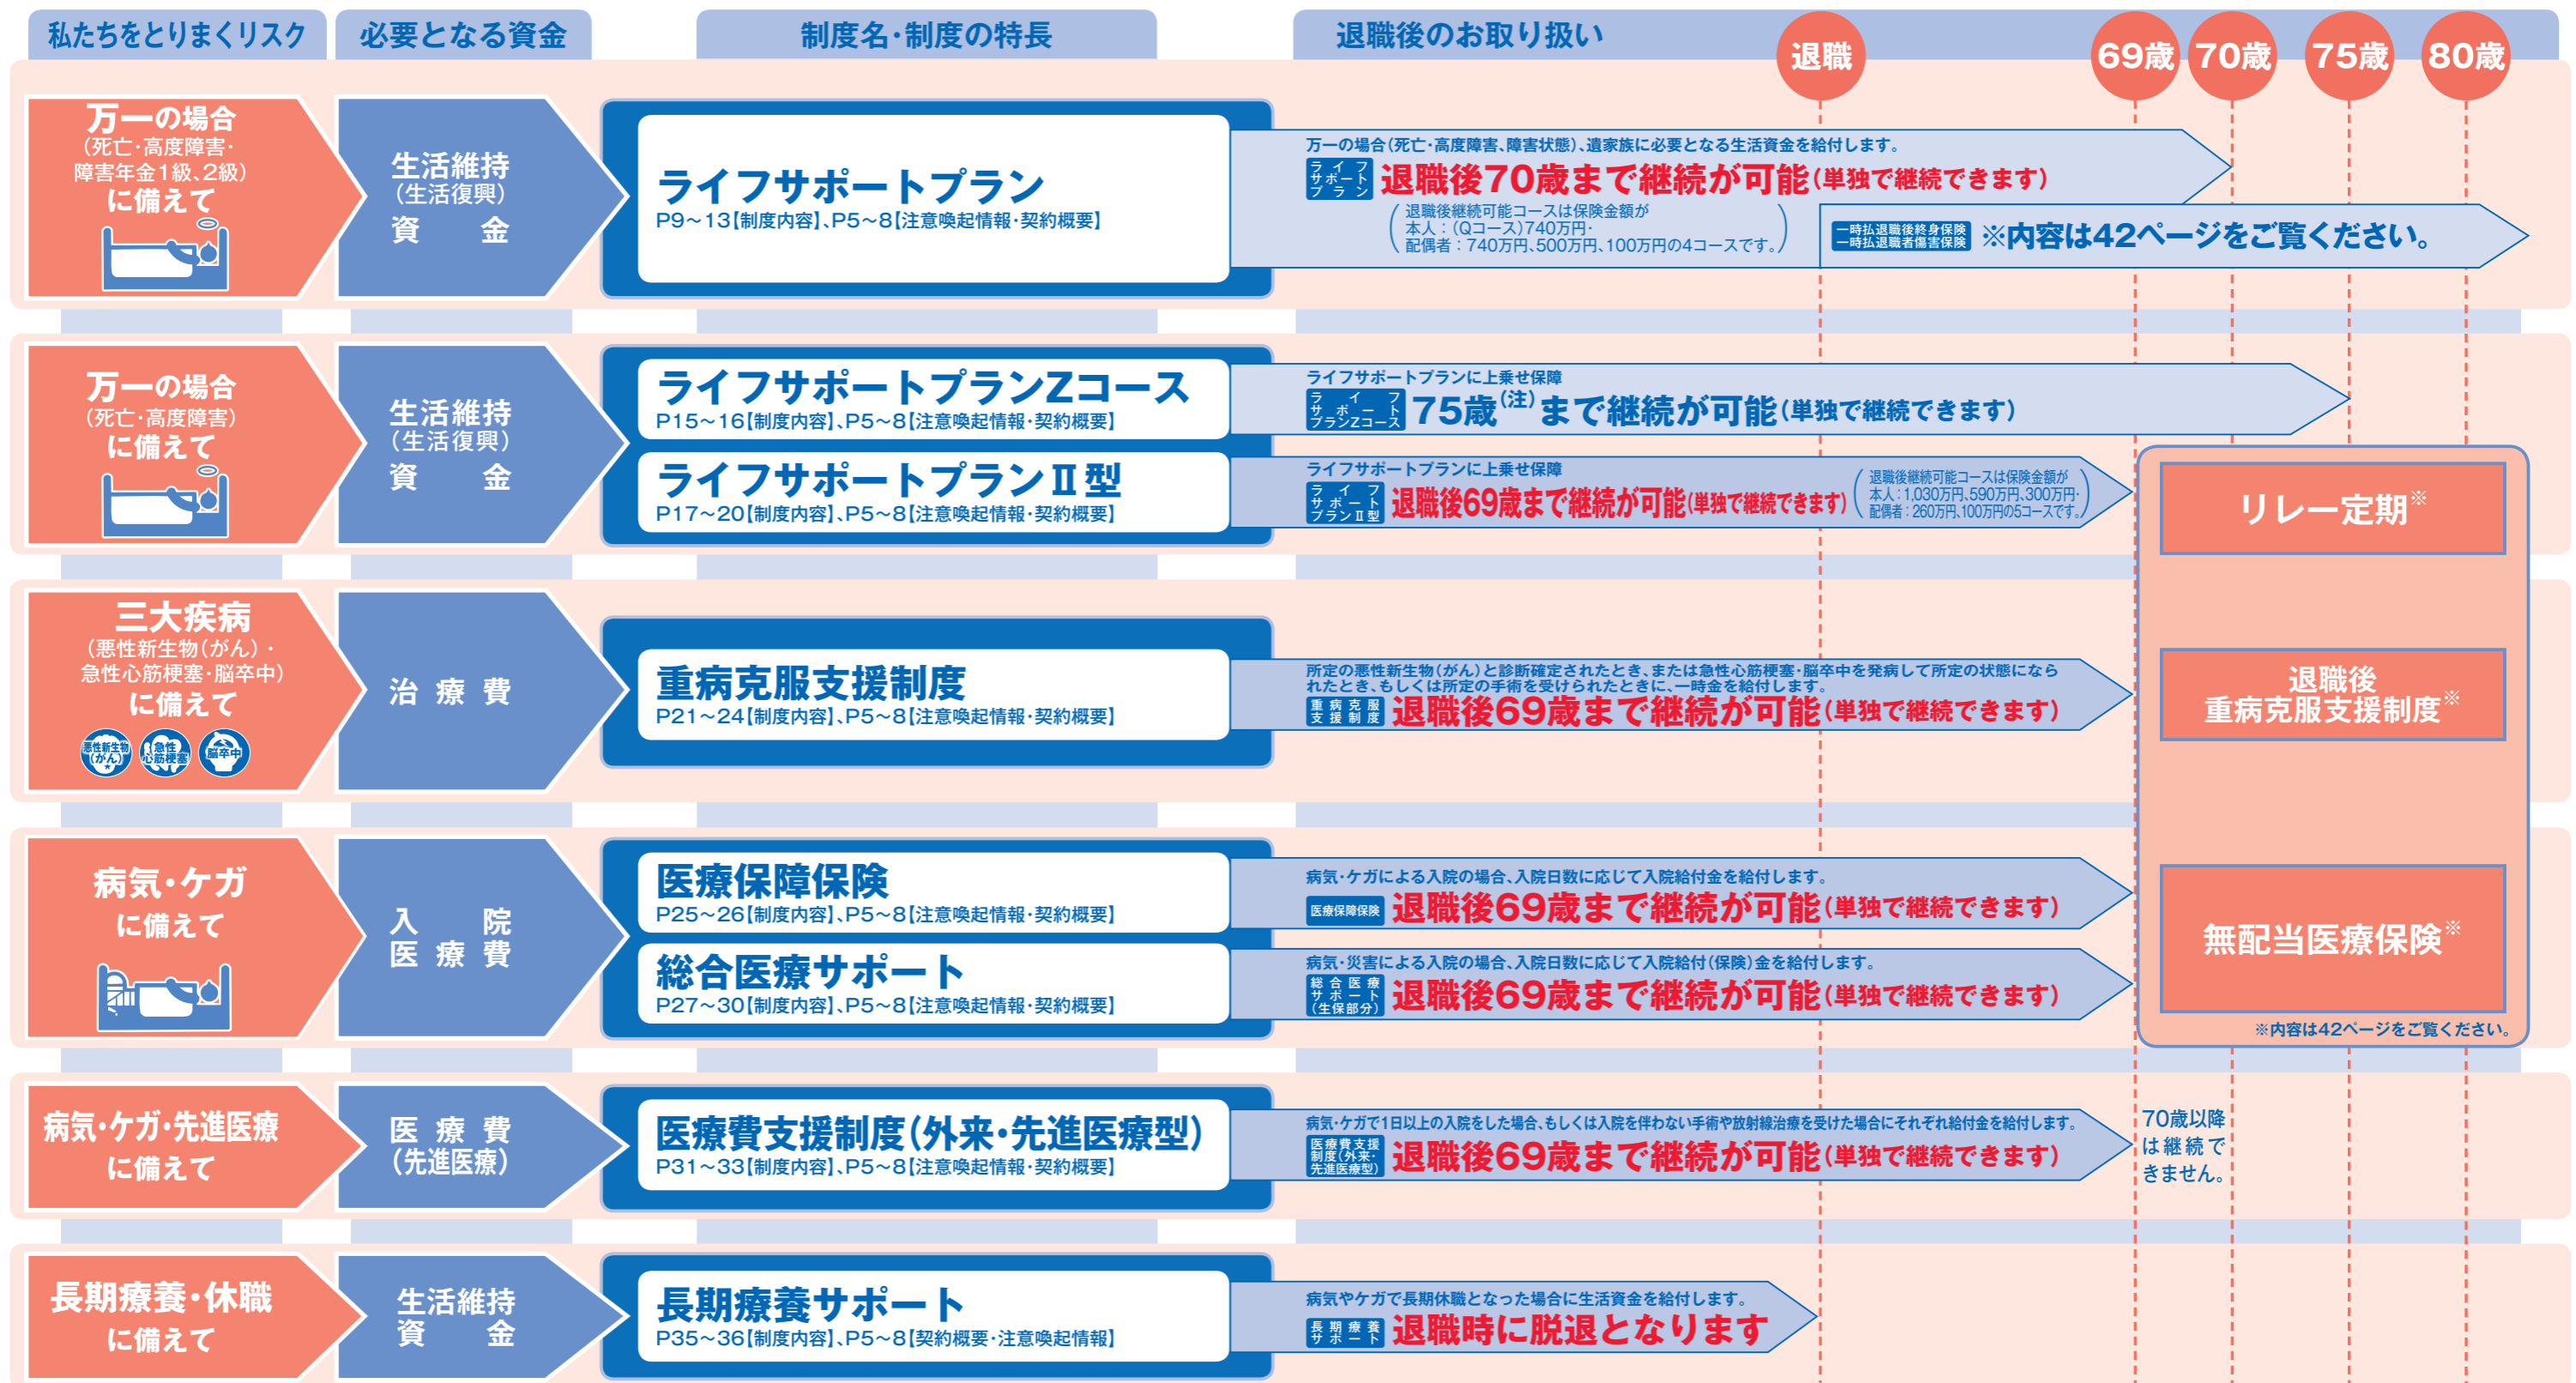 私たちをとりまくリスク
必要となる資金
制度名・制度の特長
退職後のお取り扱い
退職
69歳
70歳
75歳
80歳
万一の場合
（死亡・高度障害・
障害年金1級、2級）
に備えて
生活維持
（生活復興）
資　金
ライフサポートプラン
P9～13【制度内容】、P5～8【注意喚起情報・契約概要】
万一の場合（死亡・高度障害、障害状態）、遺家族に必要となる生活資金を給付します。
ライフ
サポート
プラン
退職後70歳まで継続が可能（単独で継続できます）
（退職後継続可能コースは保険金額が
本人：（Qコース）740万円・
配偶者：740万円、500万円、100万円の4コースです。）
一時払退職後終身保険
一時払退職者傷害保険
※内容は42ページをご覧ください。
万一の場合
（死亡・高度障害）
に備えて
生活維持
（生活復興）
資　金
ライフサポートプランZコース
P15～16【制度内容】、P5～8【注意喚起情報・契約概要】
ライフサポートプランに上乗せ保障
ライフ
サポート
プランZコース
75歳（注）まで継続が可能（単独で継続できます）
ライフサポートプランⅡ型
P17～20【制度内容】、P5～8【注意喚起情報・契約概要】
ライフサポートプランに上乗せ保障
ライフ
サポート
プランⅡ型
退職後69歳まで継続が可能（単独で継続できます）
（退職後継続可能コースは保険金額が
本人：1,030万円、590万円、300万円・
配偶者：260万円、100万円の5コースです。）
リレー定期※
三大疾病
（悪性新生物（がん）・
急性心筋梗塞・脳卒中）
に備えて
悪性新生物
（がん）
急性
心筋梗塞
脳卒中
治療費
重病克服支援制度
P21～24【制度内容】、P5～8【注意喚起情報・契約概要】
所定の悪性新生物（がん）と診断確定されたとき、または急性心筋梗塞・脳卒中を発病して所定の状態になら
れたとき、もしくは所定の手術を受けられたときに、一時金を給付します。
重病克服
支援制度
退職後69歳まで継続が可能（単独で継続できます）
退職後
重病克服支援制度※
病気・ケガ
に備えて
入　院
医療費
医療保障保険
P25～26【制度内容】、P5～8【注意喚起情報・契約概要】
病気・ケガによる入院の場合、入院日数に応じて入院給付金を給付します。
医療保障保険
退職後69歳まで継続が可能（単独で継続できます）
総合医療サポート
P27～30【制度内容】、P5～8【注意喚起情報・契約概要】
病気・災害による入院の場合、入院日数に応じて入院給付（保険）金を給付します。
総合医療
サポート
（生保部分）
退職後69歳まで継続が可能（単独で継続できます）
無配当医療保険※
※内容は42ページをご覧ください。
病気・ケガ・先進医療
に備えて
医療費
（先進医療）
医療費支援制度（外来・先進医療型）
P31～33【制度内容】、P5～8【注意喚起情報・契約概要】
病気・ケガで1日以上の入院をした場合、もしくは入院を伴わない手術や放射線治療を受けた場合にそれぞれ給付金を給付します。
医療費支援
制度（外来・
先進医療型）
退職後69歳まで継続が可能（単独で継続できます）
70歳以降
は継続で
きません。
長期療養・休職
に備えて
生活維持
資　金
長期療養サポート
P35～36【制度内容】、P5～8【契約概要・注意喚起情報】
病気やケガで長期休職となった場合に生活資金を給付します。
長期療養
サポート
退職時に脱退となります